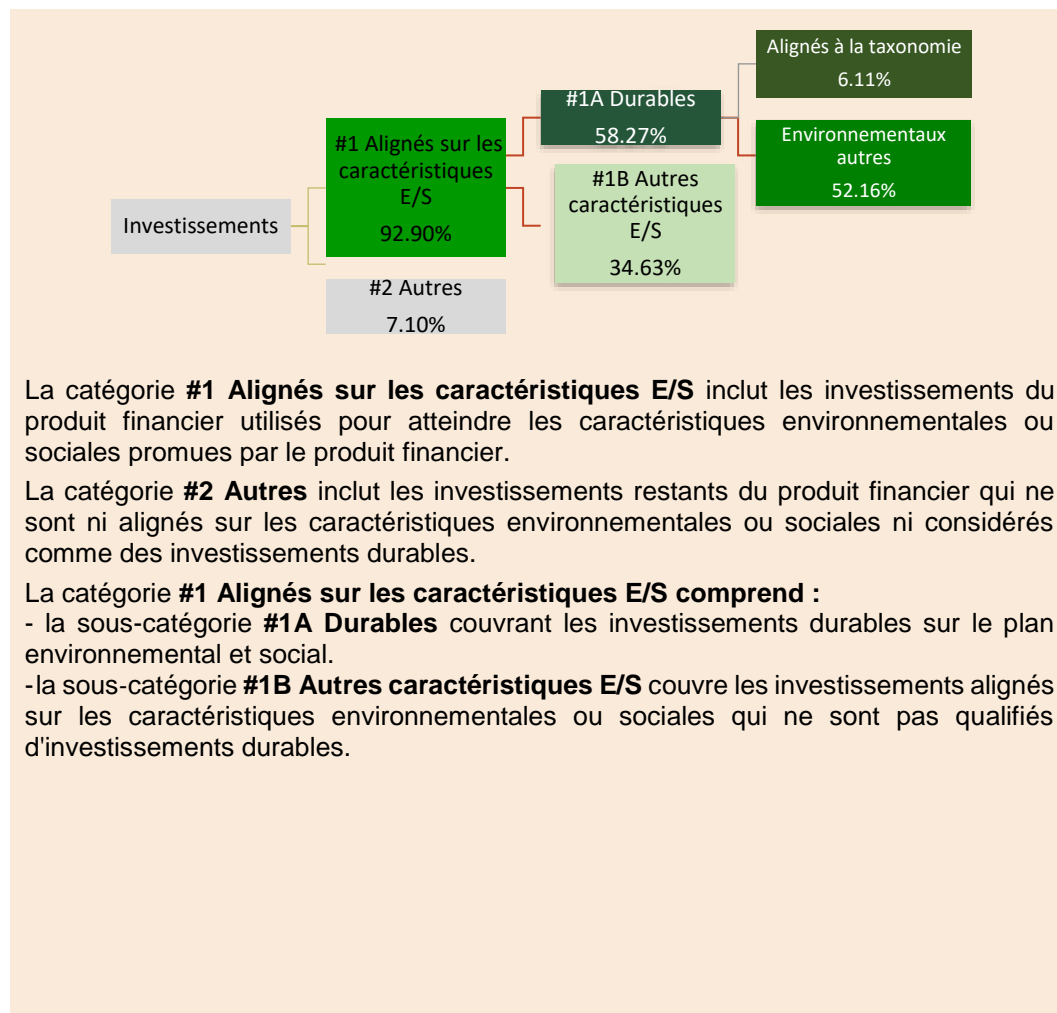 Alignés à la taxonomie
6.11%
#1A Durables
58.27%
Environnementaux
autres
52.16%
#1 Alignés sur les
caractéristiques
E/S
92.90%
#1B Autres
caractéristiques
E/S
34.63%
Investissements
#2 Autres
7.10%
La catégorie #1 Alignés sur les caractéristiques E/S inclut les investissements du
produit financier utilisés pour atteindre les caractéristiques environnementales ou
sociales promues par le produit financier.
La catégorie #2 Autres inclut les investissements restants du produit financier qui ne
sont ni alignés sur les caractéristiques environnementales ou sociales ni considérés
comme des investissements durables.
La catégorie #1 Alignés sur les caractéristiques E/S comprend :
- la sous-catégorie #1A Durables couvrant les investissements durables sur le plan
environnemental et social.
-la sous-catégorie #1B Autres caractéristiques E/S couvre les investissements alignés
sur les caractéristiques environnementales ou sociales qui ne sont pas qualifiés
d'investissements durables.